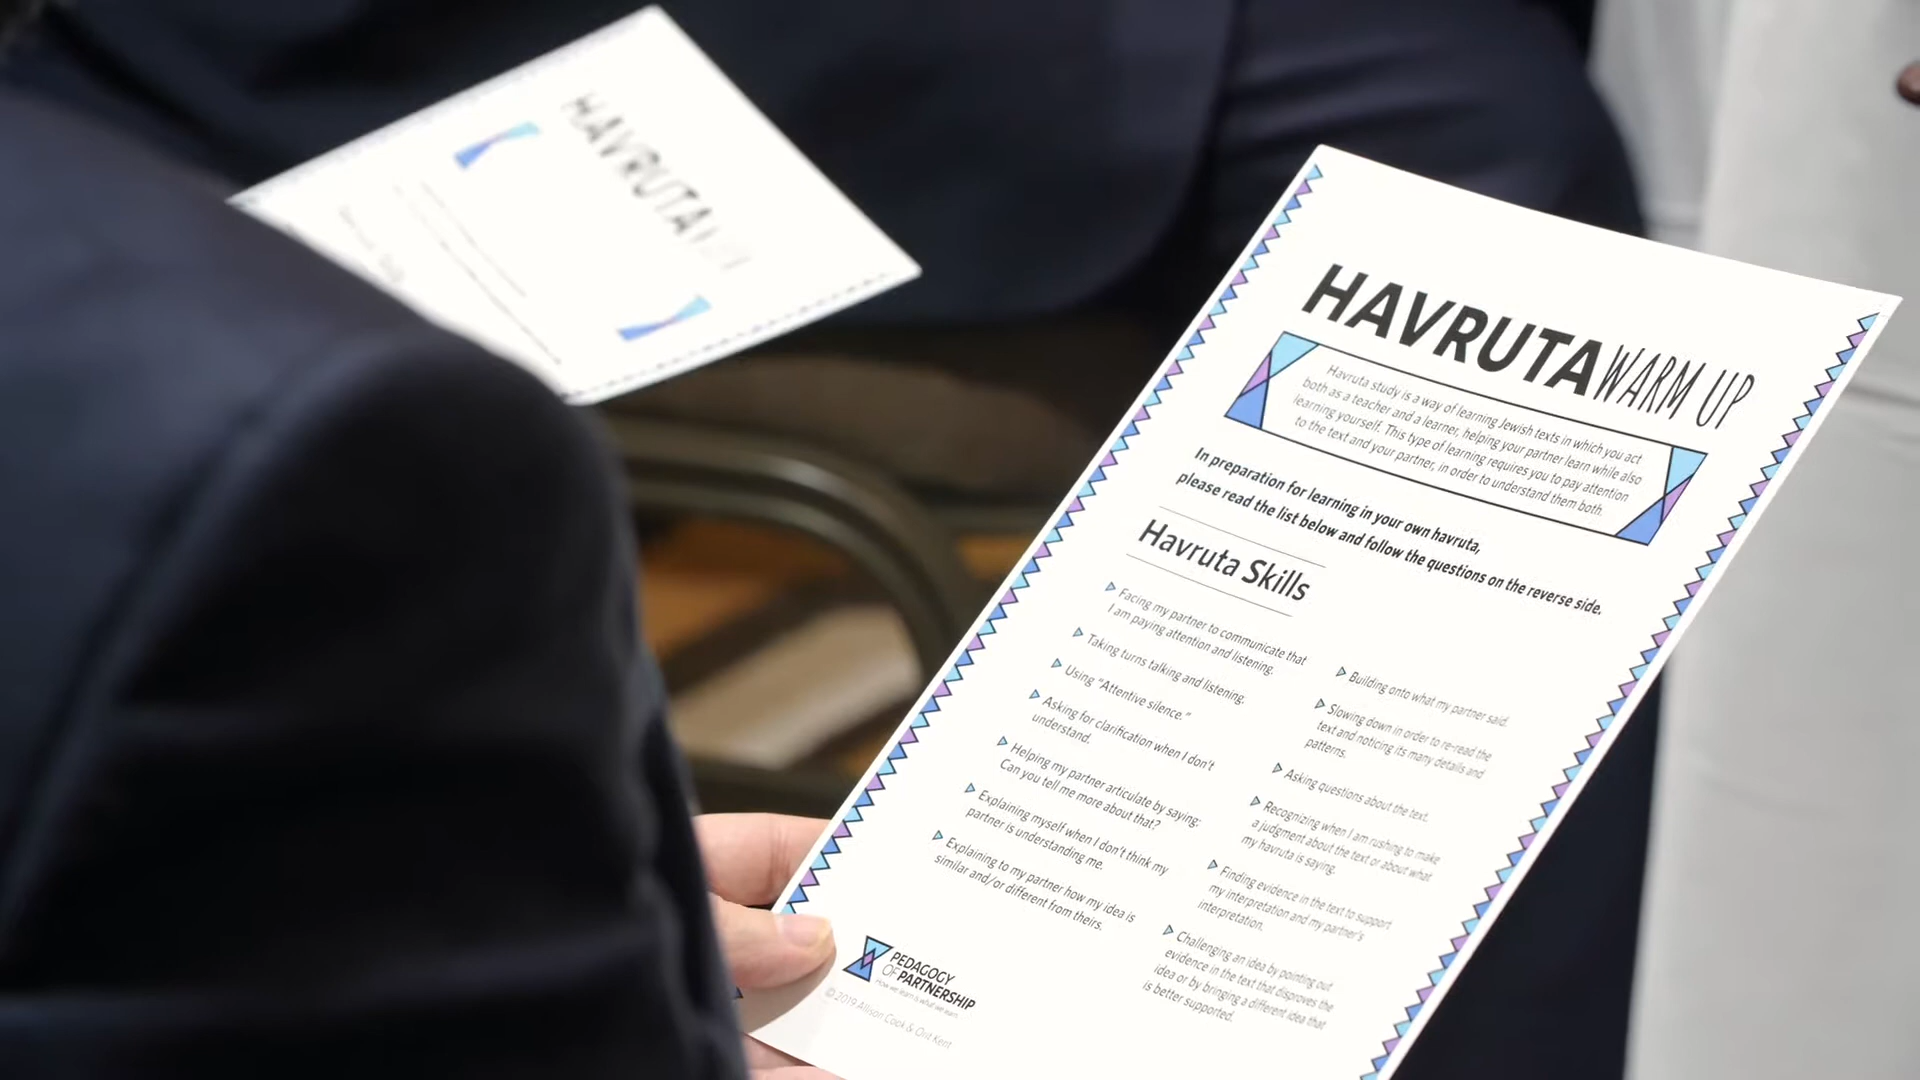 HAVRUTA
HAVRUTA WARM UP
Havruta study is a way of learning Jewish texts in which you act
both as a teacher and a learner, helping your partner learn while also
learning yourself. This type of learning requires you to pay attention
to the text and your partner, in order to understand them both.
In preparation for learning in your own havruta,
please read the list below and follow the questions on the reverse side.
Havruta Skills
Facing my partner to communicate that
I am paying attention and listening.
Taking turns talking and listening.
Using "Attentive silence."
Asking for clarification when I don't
understand.
Helping my partner articulate by saying:
Can you tell me more about that?
Explaining myself when I don't think my
partner is understanding me.
Explaining to my partner how my idea is
similar and/or different from theirs.
Building onto what my partner said.
Slowing down in order to re-read the
text and noticing its many details and
patterns.
Asking questions about the text.
Recognizing when I am rushing to make
a judgment about the text or about what
my havruta is saying.
Finding evidence in the text to support
my interpretation and my partner's
interpretation.
Challenging an idea by pointing out
evidence in the text that disproves the
idea or by bringing a different idea that
is better supported.
PEDAGOGY
OF PARTNERSHIP
How we learn is what we learn.
© 2019 Allison Cook & Orit Kent